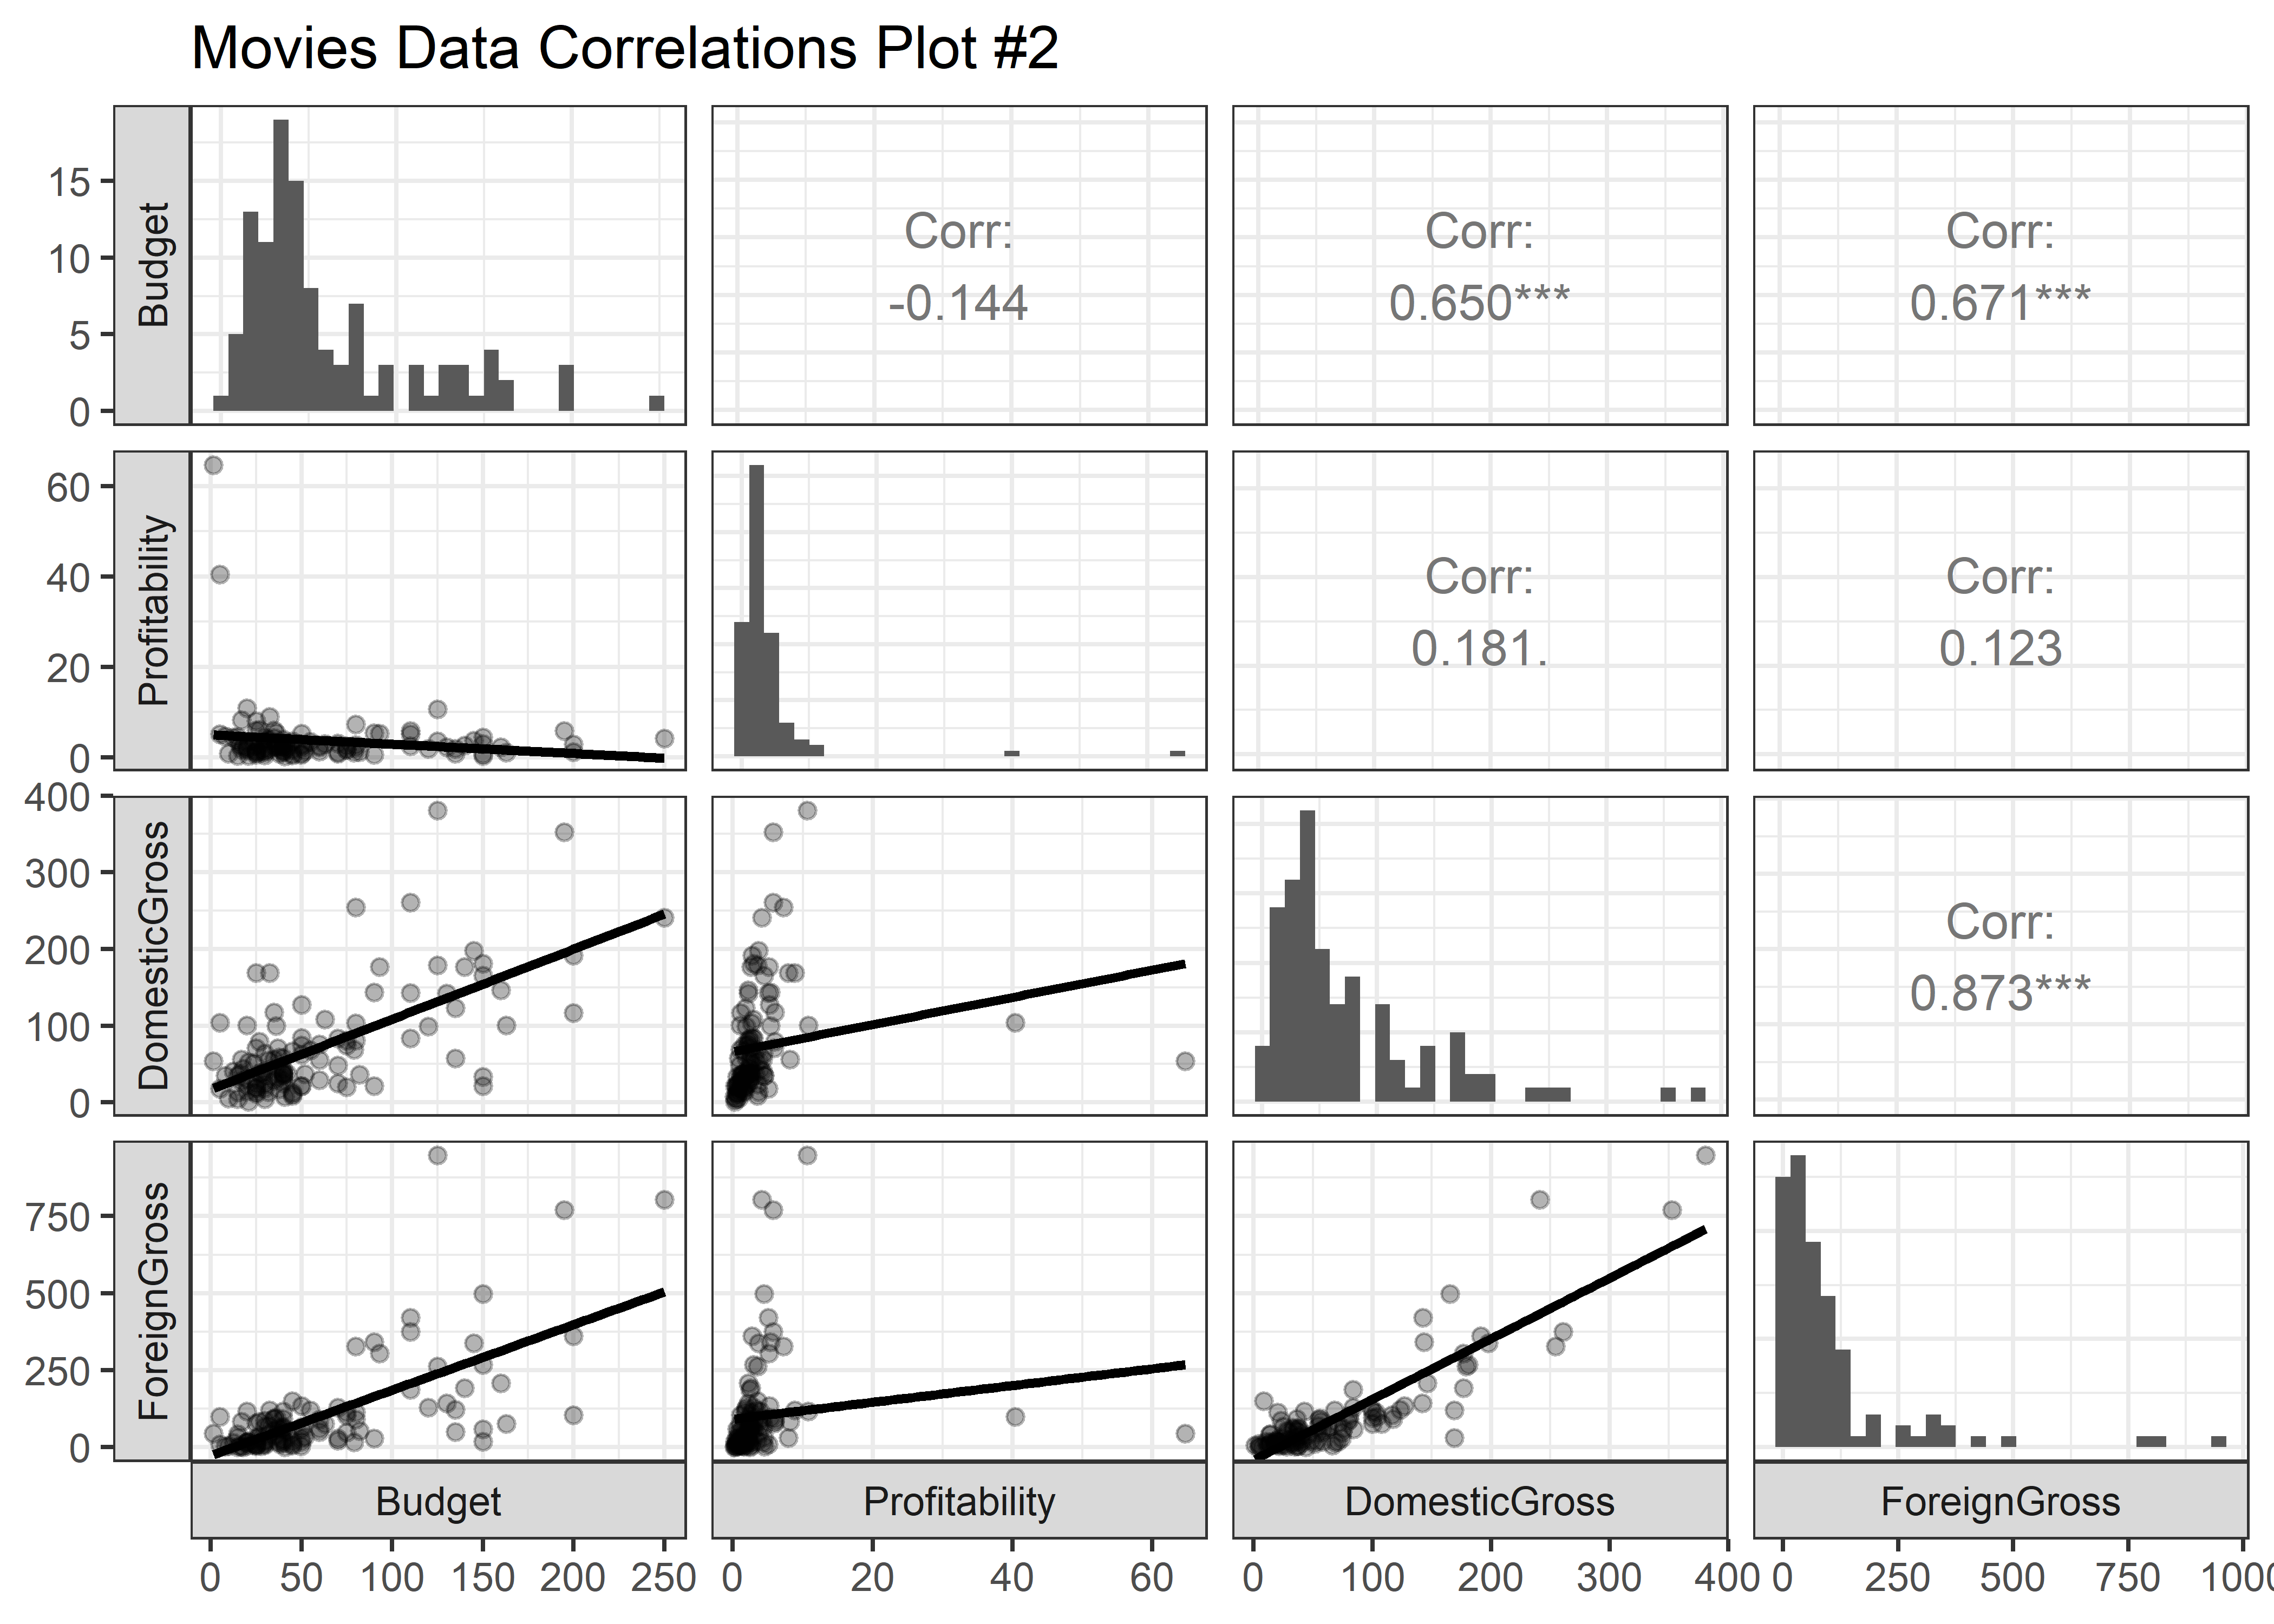 Movies Data Correlations Plot #2
Budget
15
10
5
0
Corr:
-0.144
Corr:
0.650***
Corr:
0.671***
Profitability
60
40
20
0
Corr:
0.181.
Corr:
0.123
DomesticGross
400
300
200
100
0
Corr:
0.873***
ForeignGross
750
500
250
0
Budget Profitability DomesticGross ForeignGross
0 50 100 150 200 250 0 20 40 60 0 100 200 300 400 0 250 500 750 1000